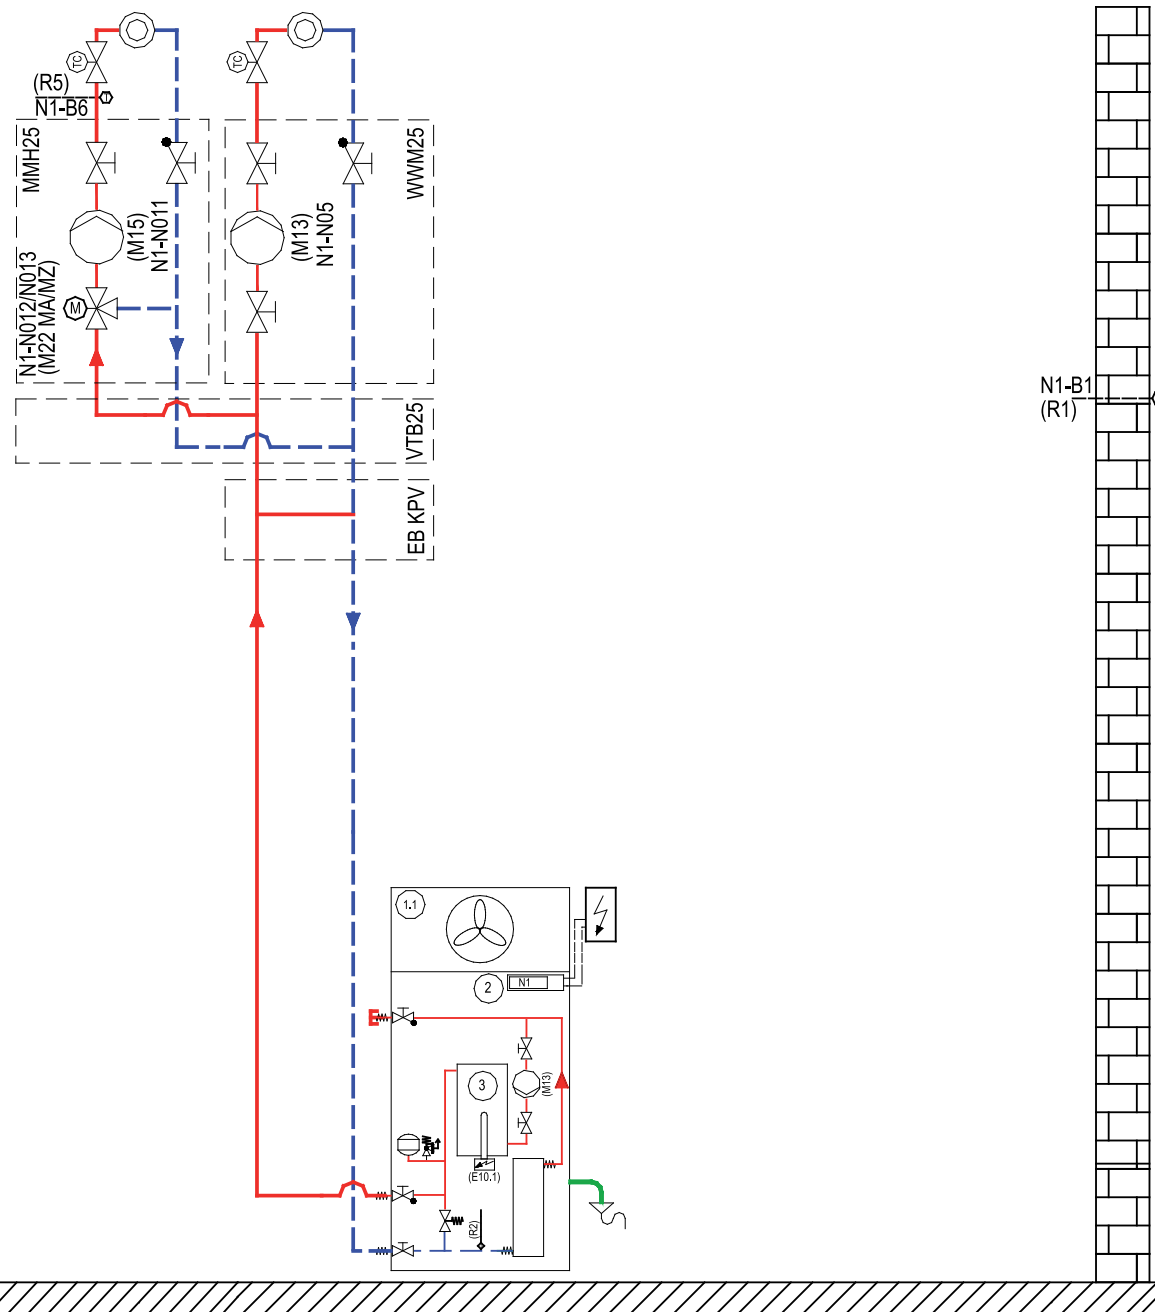 TC
TC
(R5)
N1-B6
MMH25
WWM25
(M15)
N1-N011
(M13)
N1-N05
N1-N012/N013
(M22 MA/MZ)
M
N1-B1
(R1)
VTB25
EB KPV
1.1
2
N1
3
(M13)
(E10.1)
(R2)